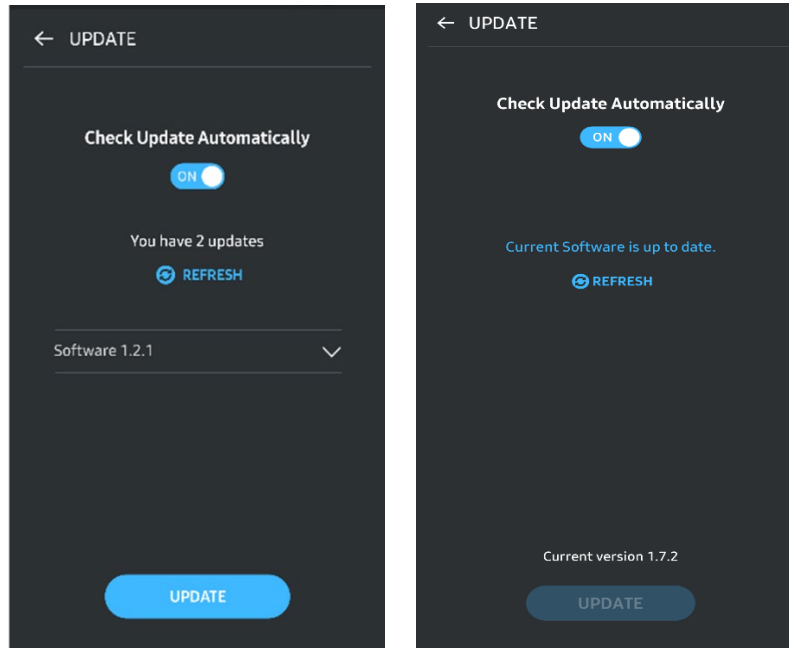 ← UPDATE
Check Update Automatically
ON
You have 2 updates
REFRESH
Software 1.2.1
UPDATE
← UPDATE
Check Update Automatically
ON
Current Software is up to date.
REFRESH
Current version 1.7.2
UPDATE